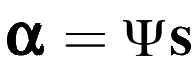 𝛂 = Ψs